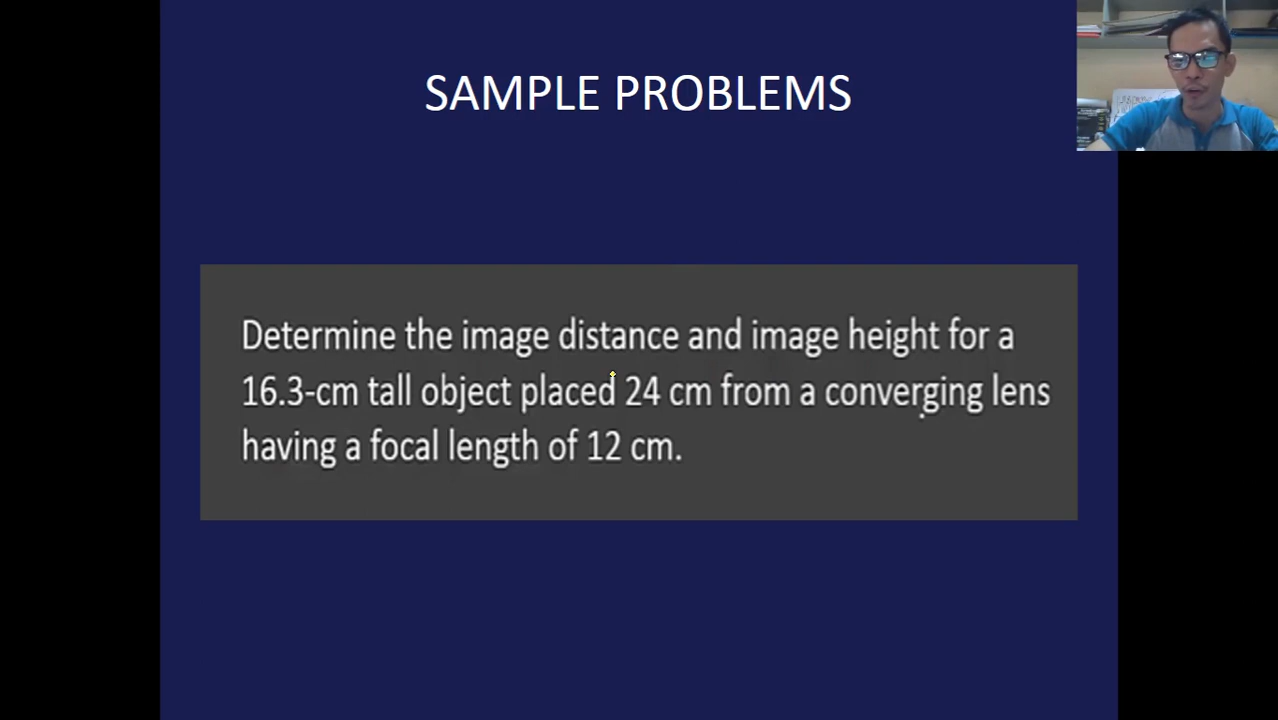 SAMPLE PROBLEMS
Determine the image distance and image height for a
16.3-cm tall object placed 24 cm from a converging lens
having a focal length of 12 cm.